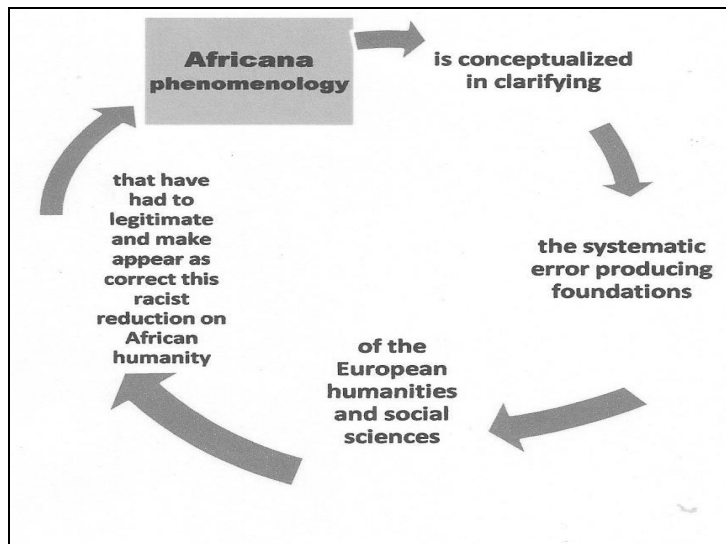 Africana
phenomenology
is conceptualized
in clarifying
the systematic
error producing
foundations
of the
European
humanities
and social
sciences
that have
had to
legitimate
and make
appear as
correct this
racist
reduction on
African
humanity